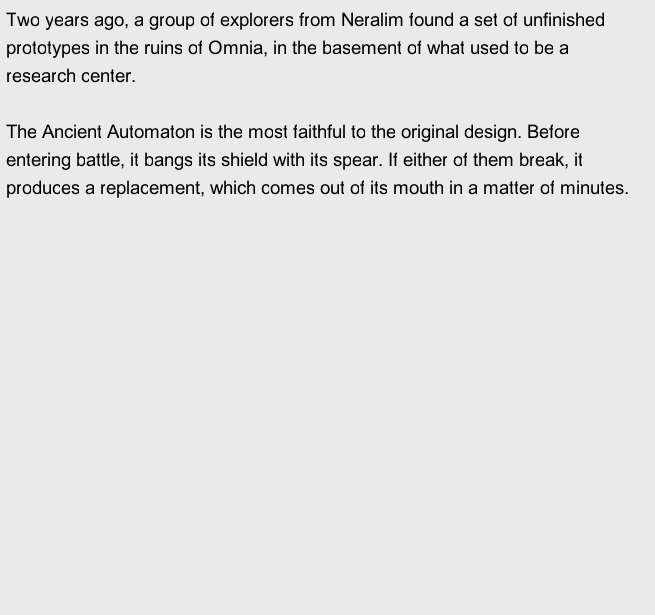 Two years ago, a group of explorers from Neralim found a set of unfinished
prototypes in the ruins of Omnia, in the basement of what used to be a
research center.
The Ancient Automaton is the most faithful to the original design. Before
entering battle, it bangs its shield with its spear. If either of them break, it
produces a replacement, which comes out of its mouth in a matter of minutes.